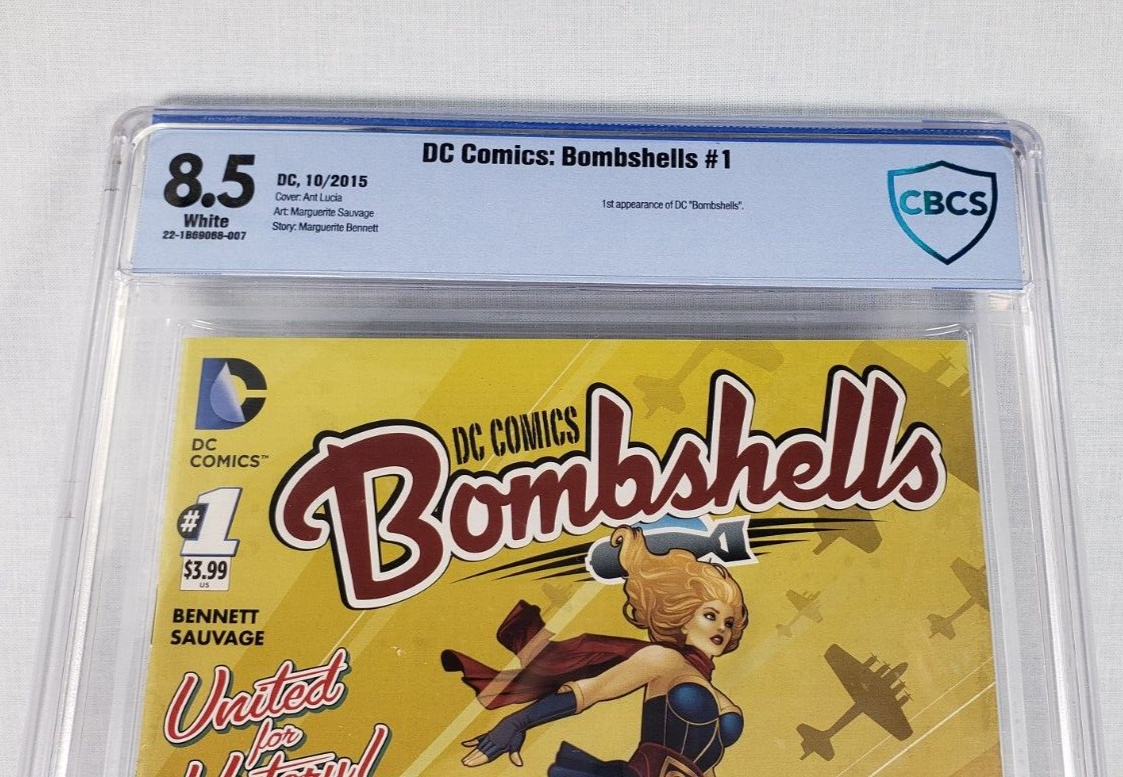 DC Comics: Bombshells #1
8.5
White
22-1B69068-007
DC, 10/2015
Cover: Ant Lucia
Art: Marguerite Sauvage
Story: Marguerite Bennett
1st appearance of DC "Bombshells".
CBCS
DC
COMICS™
#1
$3.99
US
BENNETT
SAUVAGE
DC COMICS
Bombshells
United
for
Victory!